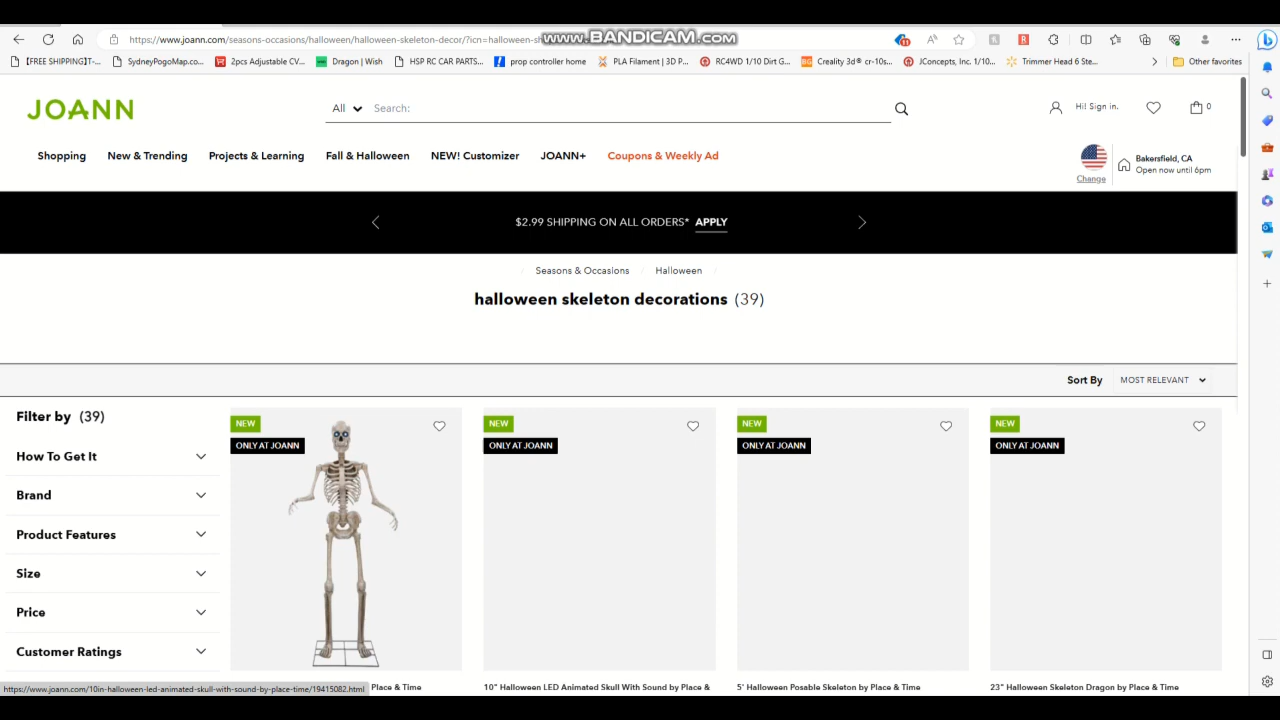 https://www.joann.com/seasons-occasions/halloween/halloween-skeleton-decor/?icn=halloween-s
www.BANDICAM.com
11
【FREE SHIPPING】T-...
SydneyPogoMap.co...
2pcs Adjustable CV...
Dragon | Wish
HSP RC CAR PARTS...
prop controller home
PLA Filament | 3D P...
RC4WD 1/10 Dirt G...
Creality 3d® cr-10s...
JConcepts, Inc. 1/10...
Trimmer Head 6 Ste...
Other favorites
JOANN
All
Search:
Hi! Sign in.
0
Shopping
New & Trending
Projects & Learning
Fall & Halloween
NEW! Customizer
JOANN+
Coupons & Weekly Ad
Change
Bakersfield, CA
Open now until 6pm
$2.99 SHIPPING ON ALL ORDERS* APPLY
/ Seasons & Occasions / Halloween /
halloween skeleton decorations (39)
Sort By
MOST RELEVANT
Filter by (39)
How To Get It
Brand
Product Features
Size
Price
Customer Ratings
NEW
ONLY AT JOANN
NEW
ONLY AT JOANN
NEW
ONLY AT JOANN
NEW
ONLY AT JOANN
https://www.joann.com/10in-halloween-led-animated-skull-with-sound-by-place-time/19415082.html
Place & Time
10" Halloween LED Animated Skull With Sound by Place &
5' Halloween Posable Skeleton by Place & Time
23" Halloween Skeleton Dragon by Place & Time